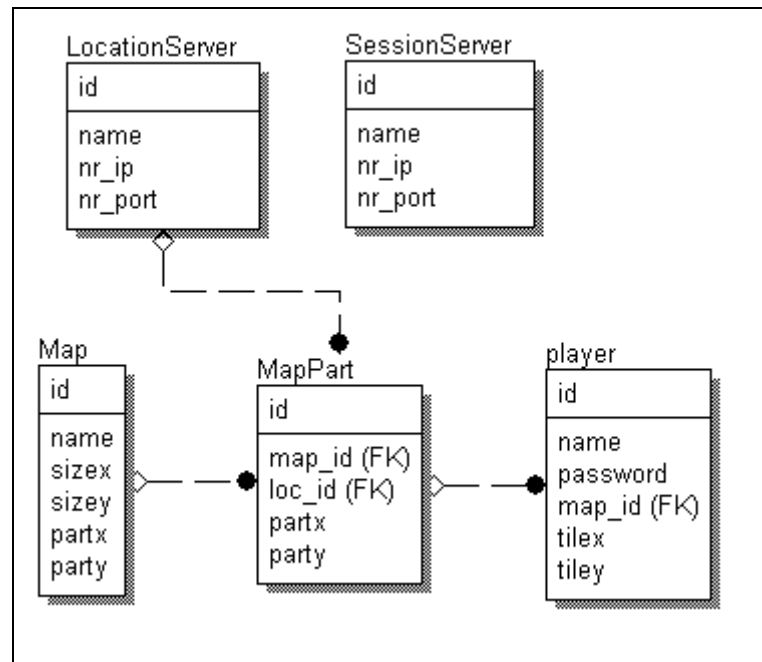 LocationServer
id
name
nr_ip
nr_port
SessionServer
id
name
nr_ip
nr_port
Map
id
name
sizex
sizey
partx
party
MapPart
id
map_id (FK)
loc_id (FK)
partx
party
player
id
name
password
map_id (FK)
tilex
tiley